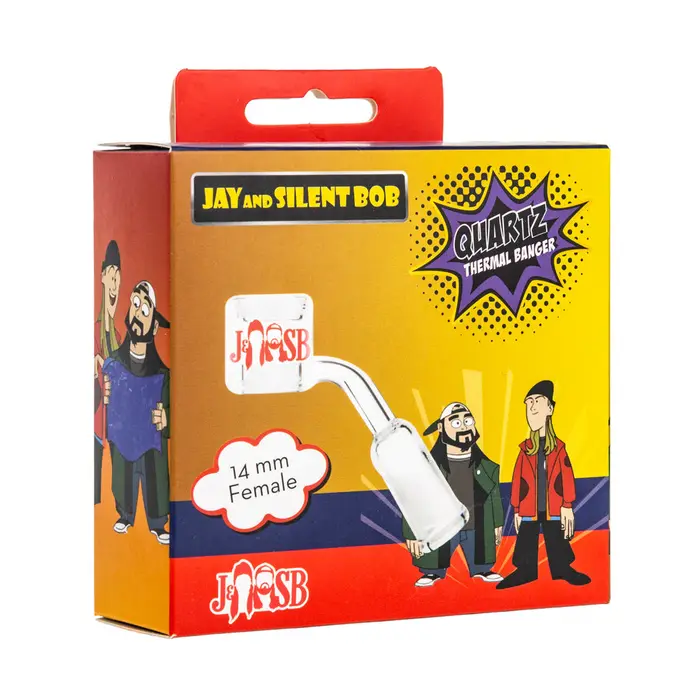 JAY AND SILENT BOB
QUARTZ
THERMAL BANGER
J&SB
14 mm
Female
J&SB